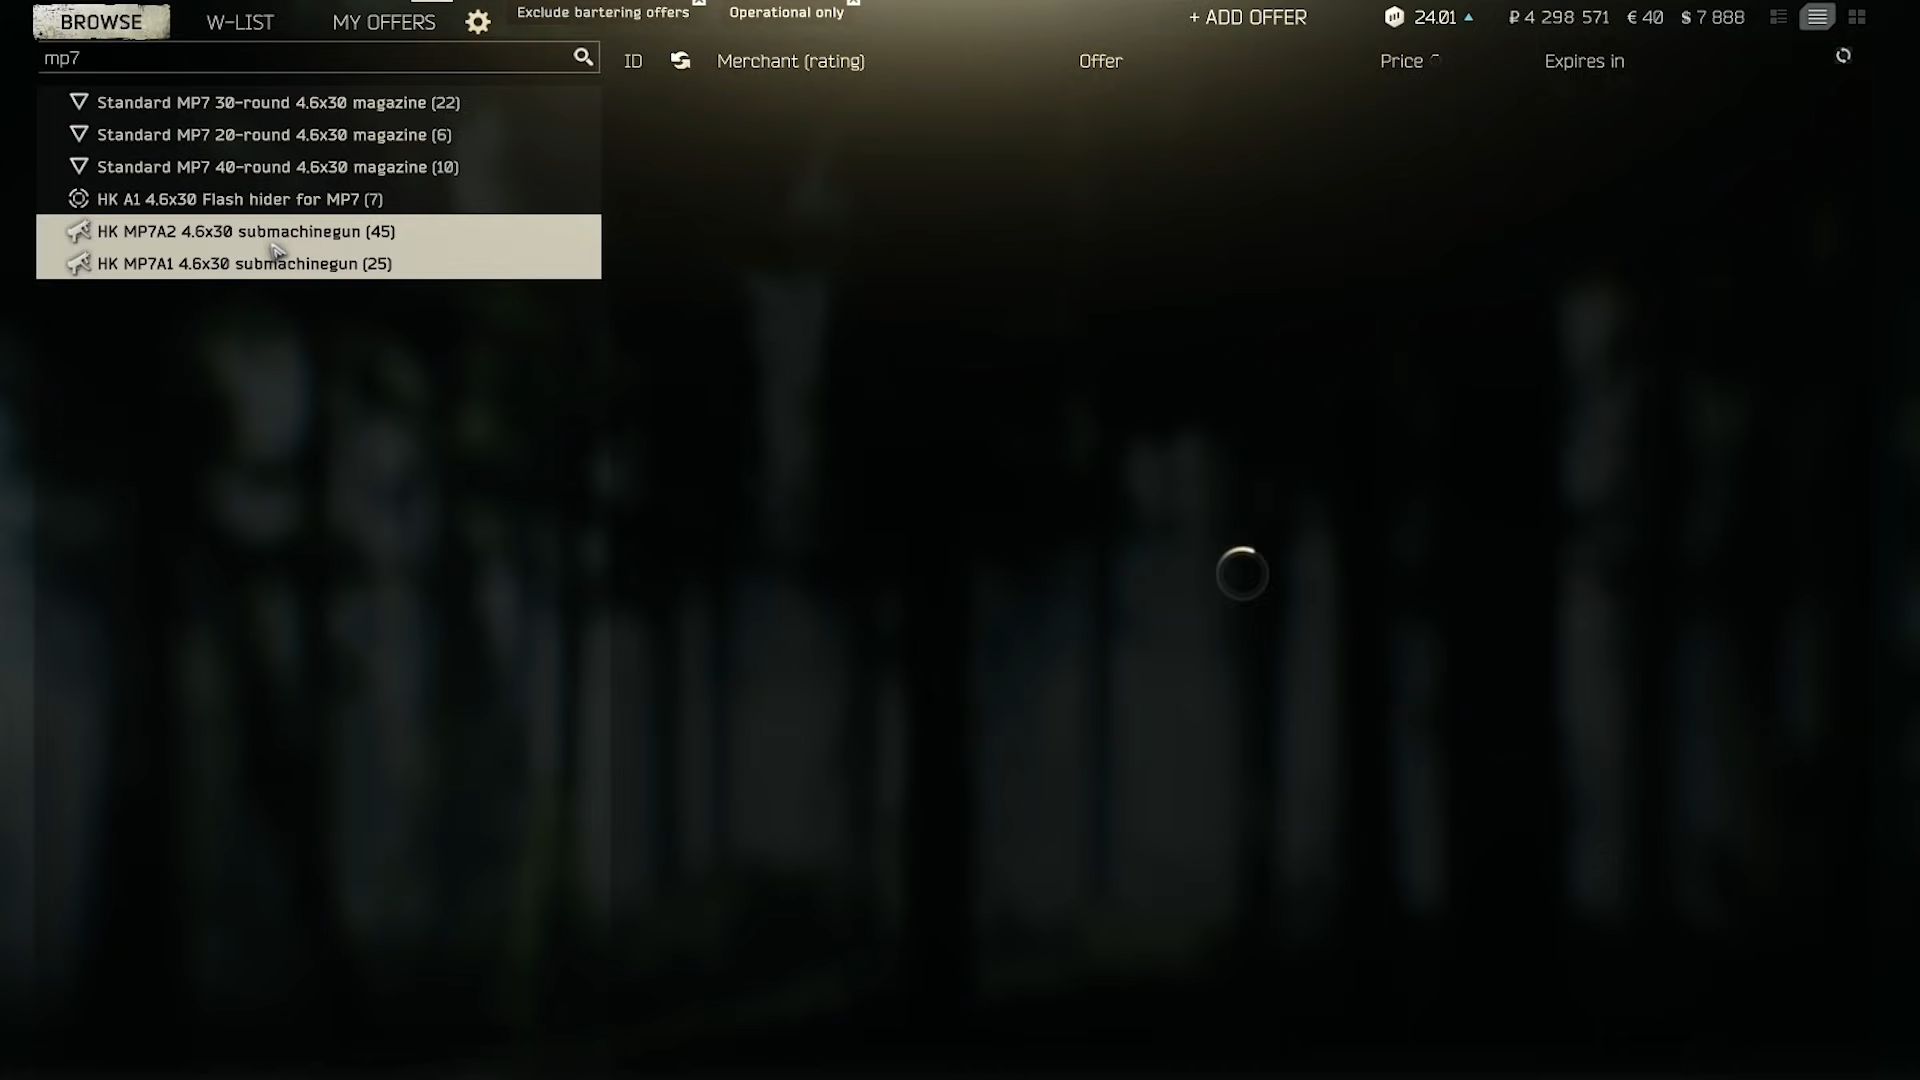 BROWSE W-LIST MY OFFERS Exclude bartering offers Operational only + ADD OFFER 24.01 ₽ 4 298 571 € 40 $ 7 888
mp7 ID Merchant (rating) Offer Price Expires in
Standard MP7 30-round 4.6x30 magazine (22)
Standard MP7 20-round 4.6x30 magazine (6)
Standard MP7 40-round 4.6x30 magazine (10)
HK A1 4.6x30 Flash hider for MP7 (7)
HK MP7A2 4.6x30 submachinegun (45)
HK MP7A1 4.6x30 submachinegun (25)